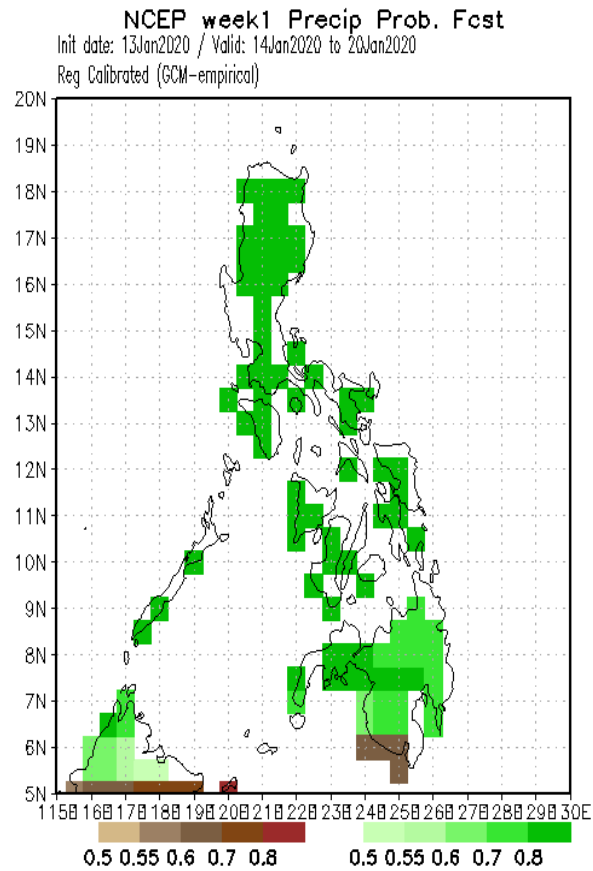 NCEP week1 Precip Prob. Fcst
Init date: 13Jan2020 / Valid: 14Jan2020 to 20Jan2020
Reg Calibrated (GCM-empirical)
20N
19N
18N
17N
16N
15N
14N
13N
12N
11N
10N
9N
8N
7N
6N
5N
115E 116E 117E 118E 119E 120E 121E 122E 123E 124E 125E 126E 127E 128E 129E 130E
0.5 0.55 0.6 0.7 0.8 0.5 0.55 0.6 0.7 0.8